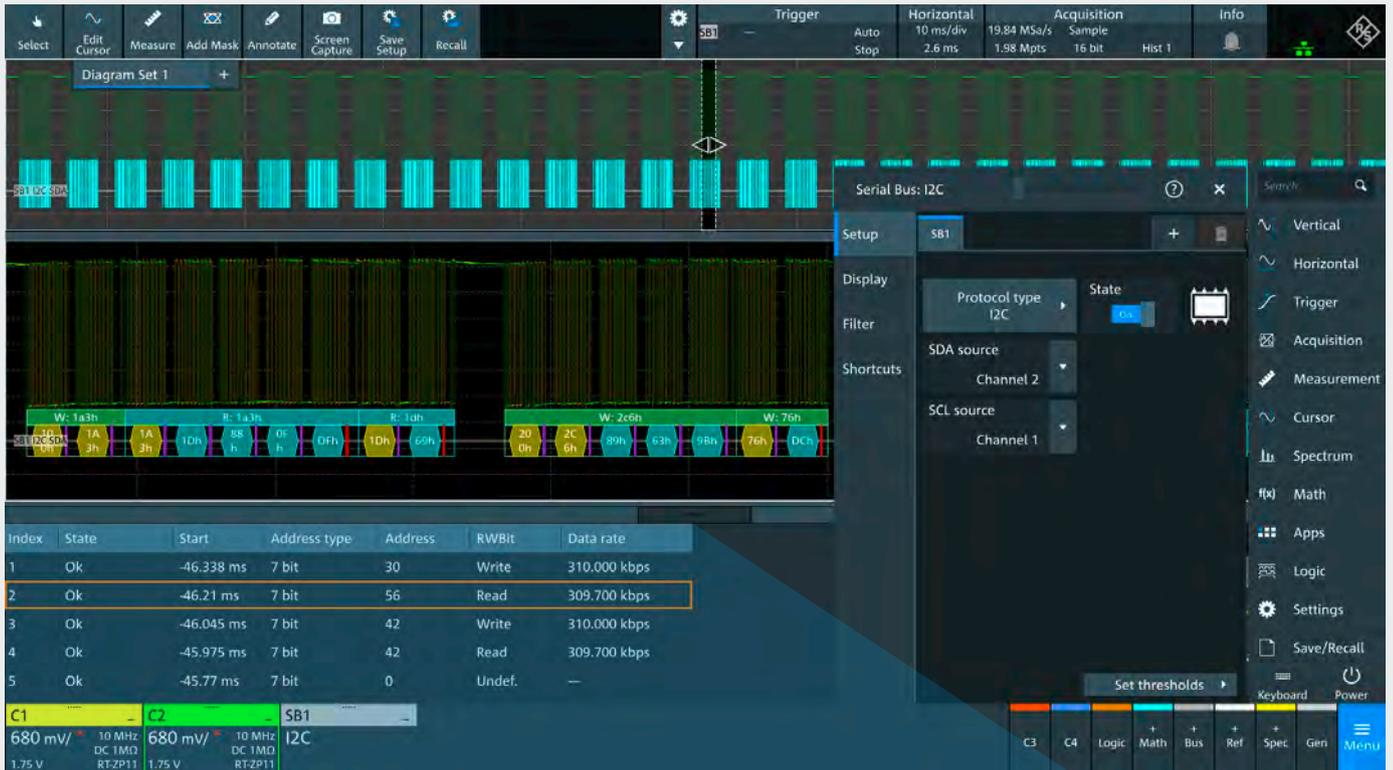 Select
Edit Cursor
Measure
Add Mask
Annotate
Screen Capture
Save Setup
Recall
SB1
Trigger
Auto
Stop
Horizontal
10 ms/div
2.6 ms
Acquisition
19.84 MSa/s Sample
1.98 Mpts 16 bit Hist 1
Info
Diagram Set 1 +
SB1 I2C SDA
W: 1a3h R: 1a3h R: 1dh W: 2c6h W: 76h
SB1 I2C SDA
1A 3h
1A 3h
1Dh
88 h
0F h
DFh
1Dh
69h
20 0h
2C 6h
89h
63h
9Bh
76h
DCh
Serial Bus: I2C
Setup
Display
Filter
Shortcuts
SB1 +
Protocol type
I2C
State
On
SDA source
Channel 2
SCL source
Channel 1
Set thresholds
Search
Vertical
Horizontal
Trigger
Acquisition
Measurement
Cursor
Spectrum
f(x) Math
Apps
Logic
Settings
Save/Recall
Keyboard Power
Index State Start Address type Address RWBit Data rate
1 Ok -46.338 ms 7 bit 30 Write 310.000 kbps
2 Ok -46.21 ms 7 bit 56 Read 309.700 kbps
3 Ok -46.045 ms 7 bit 42 Write 310.000 kbps
4 Ok -45.975 ms 7 bit 42 Read 309.700 kbps
5 Ok -45.77 ms 7 bit 0 Undef. —
C1
680 mV/ 10 MHz
DC 1MΩ
1.75 V RT-ZP11
C2
680 mV/ 10 MHz
DC 1MΩ
1.75 V RT-ZP11
SB1
I2C
C3
C4
Logic
+ Math
+ Bus
+ Ref
+ Spec
Gen
Menu